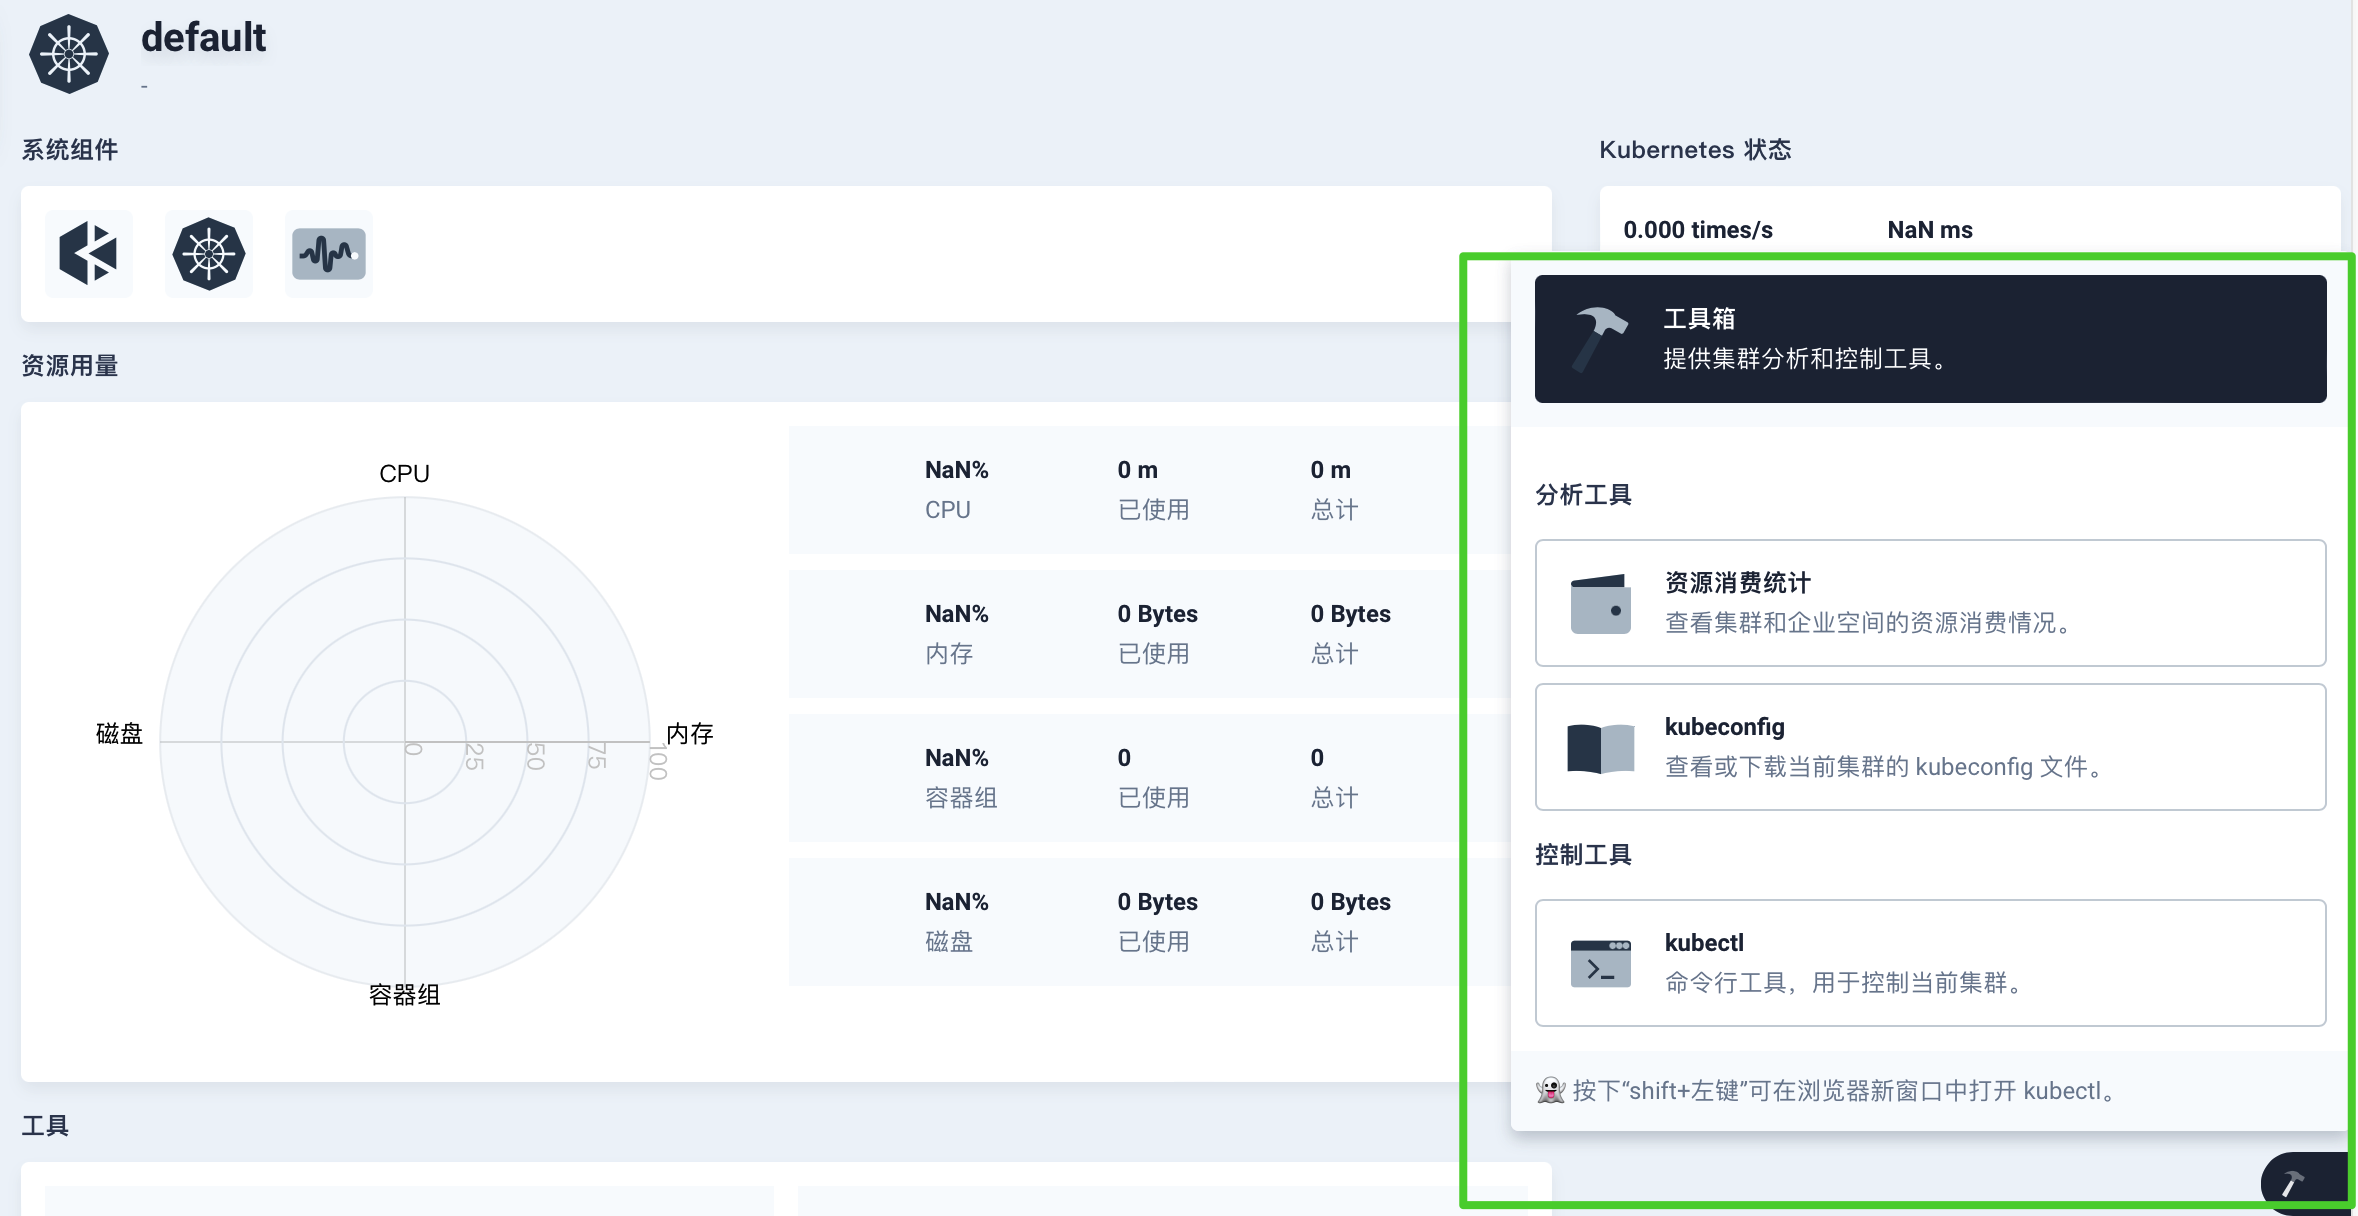 default
-
系统组件
Kubernetes 状态
0.000 times/s
NaN ms
资源用量
CPU
内存
容器组
磁盘
0
25
50
75
100
NaN%
CPU
0 m
已使用
0 m
总计
NaN%
内存
0 Bytes
已使用
0 Bytes
总计
NaN%
容器组
0
已使用
0
总计
NaN%
磁盘
0 Bytes
已使用
0 Bytes
总计
工具
工具箱
提供集群分析和控制工具。
分析工具
资源消费统计
查看集群和企业空间的资源消费情况。
kubeconfig
查看或下载当前集群的 kubeconfig 文件。
控制工具
kubectl
命令行工具，用于控制当前集群。
👻 按下“shift+左键”可在浏览器新窗口中打开 kubectl。